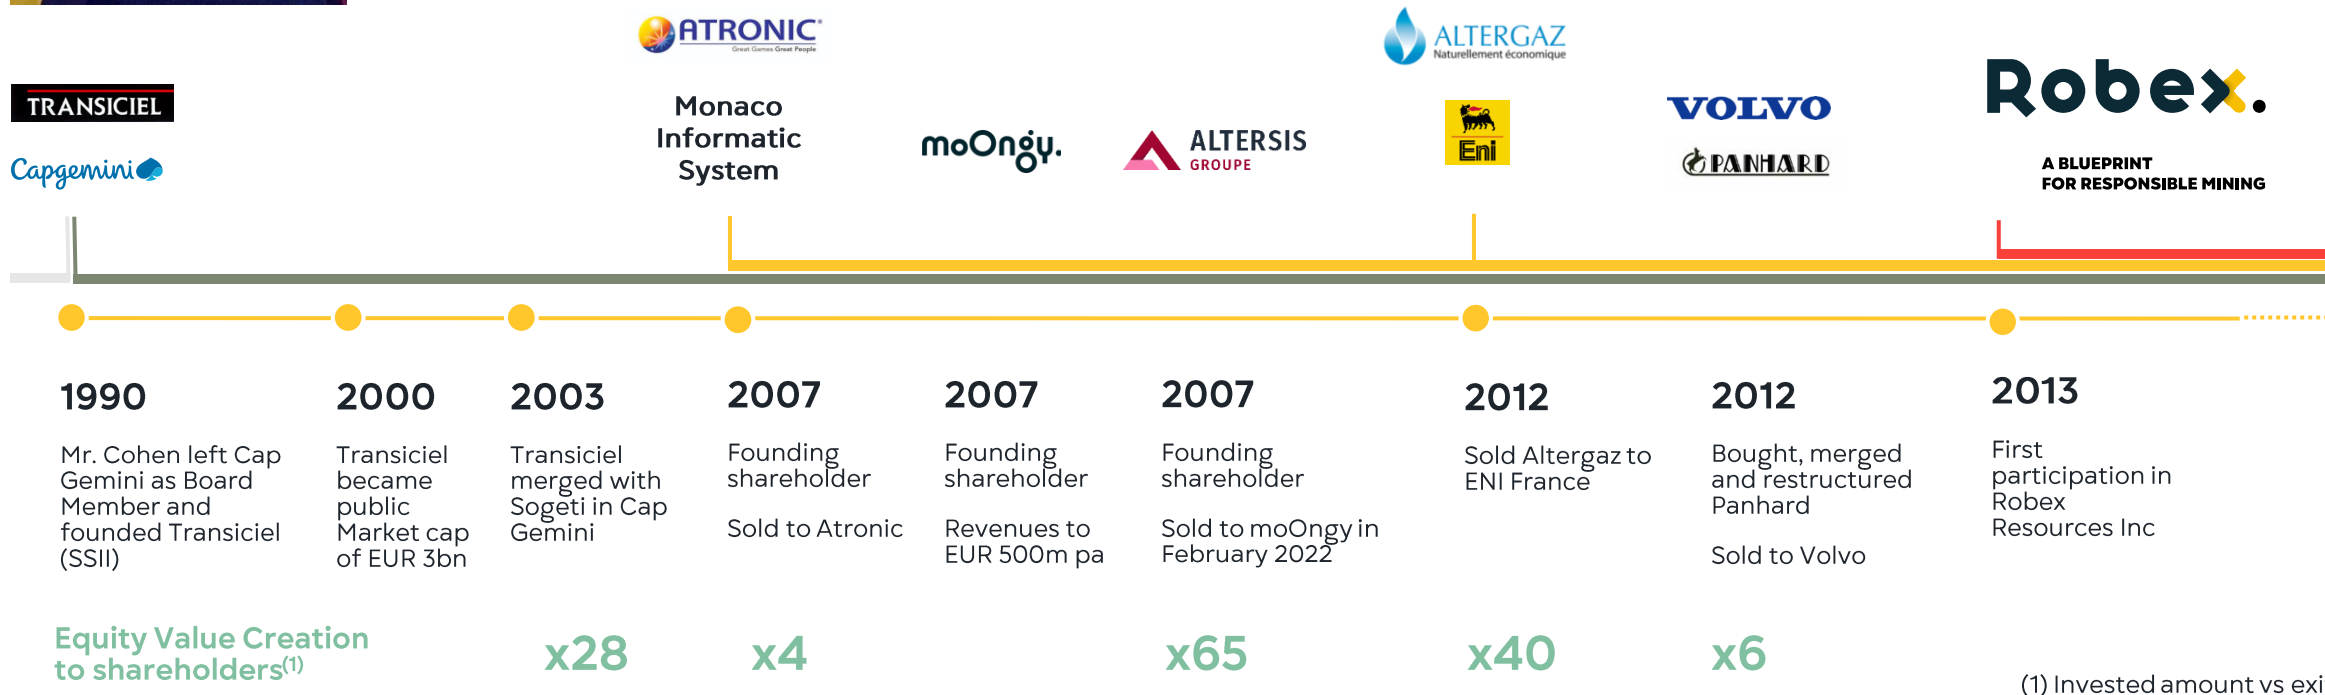 ATRONIC®
Great Games Great People
ALTERGAZ
Naturellement économique
TRANSICIEL
Capgemini
Monaco
Informatic
System
moOngy.
ALTERSIS
GROUPE
Eni
VOLVO
PANHARD
Robex.
A BLUEPRINT
FOR RESPONSIBLE MINING
1990
Mr. Cohen left Cap
Gemini as Board
Member and
founded Transiciel
(SSII)
2000
Transiciel
became
public
Market cap
of EUR 3bn
2003
Transiciel
merged with
Sogeti in Cap
Gemini
2007
Founding
shareholder
Sold to Atronic
2007
Founding
shareholder
Revenues to
EUR 500m pa
2007
Founding
shareholder
Sold to moOngy in
February 2022
2012
Sold Altergaz to
ENI France
2012
Bought, merged
and restructured
Panhard
Sold to Volvo
2013
First
participation in
Robex
Resources Inc
Equity Value Creation
to shareholders(1)
x28
x4
x65
x40
x6
(1) Invested amount vs exi